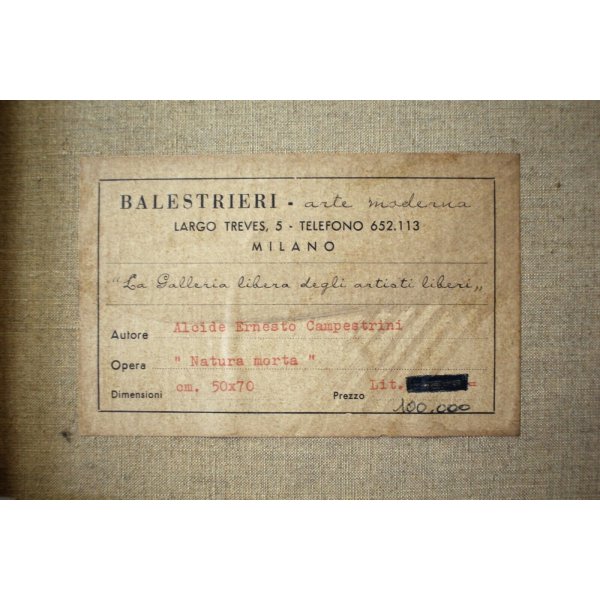 BALESTRIERI - arte moderna
LARGO TREVES, 5 - TELEFONO 652.113
MILANO
"La Galleria libera degli artisti liberi„
Autore Alcide Ernesto Campestrini
Opera " Natura morta "
Dimensioni cm. 50x70 Prezzo Lit. =
100.000